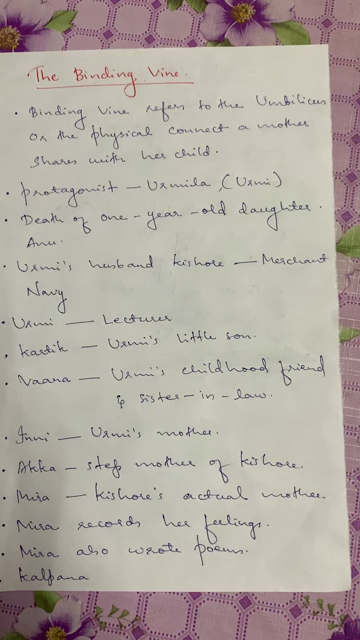 The Binding Vine.
• Binding Vine refers to the Umbilicus
Or the physical connect a mother
shares with her child.
• protagonist — Urmila (Urmi)
• Death of one-year-old daughter.
Anu.
• Urmi's husband kishore — Merchant
Navy
• Urmi — Lecturer
• kartik — Urmi's little son.
• Vaana — Urmi's childhood friend
& sister-in-law.
• Inni — Urmi's mother.
• Akka — step mother of kishore.
• Mira — kishore's actual mother.
• Mira records her feelings.
• Mira also wrote poems.
• kalpana